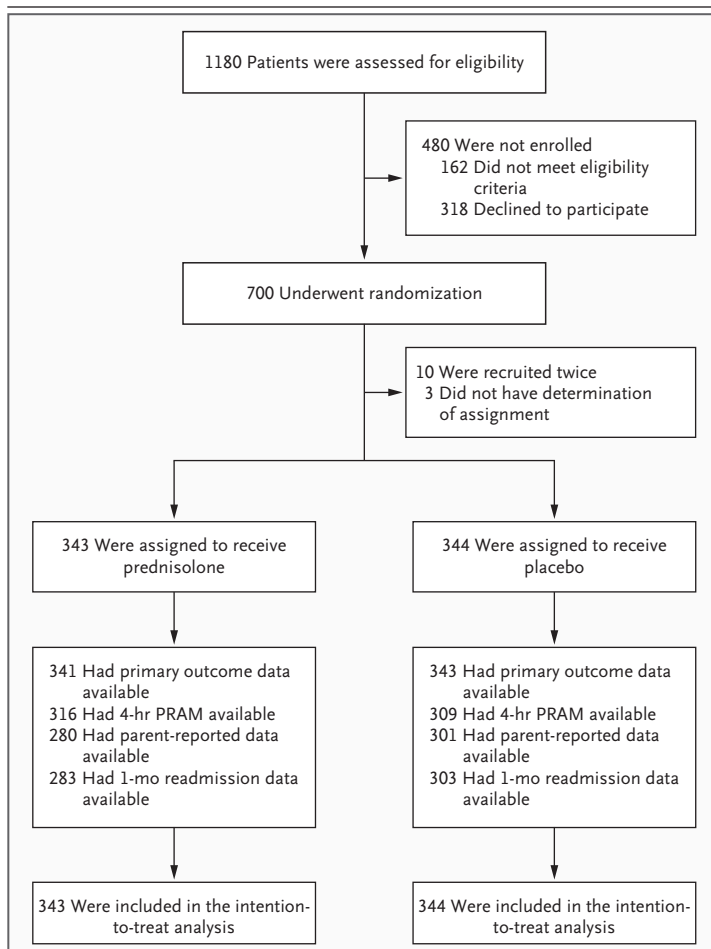 1180 Patients were assessed for eligibility
480 Were not enrolled
162 Did not meet eligibility
criteria
318 Declined to participate
700 Underwent randomization
10 Were recruited twice
3 Did not have determination
of assignment
343 Were assigned to receive
prednisolone
344 Were assigned to receive
placebo
341 Had primary outcome data
available
316 Had 4-hr PRAM available
280 Had parent-reported data
available
283 Had 1-mo readmission data
available
343 Had primary outcome data
available
309 Had 4-hr PRAM available
301 Had parent-reported data
available
303 Had 1-mo readmission data
available
343 Were included in the intention-
to-treat analysis
344 Were included in the intention-
to-treat analysis